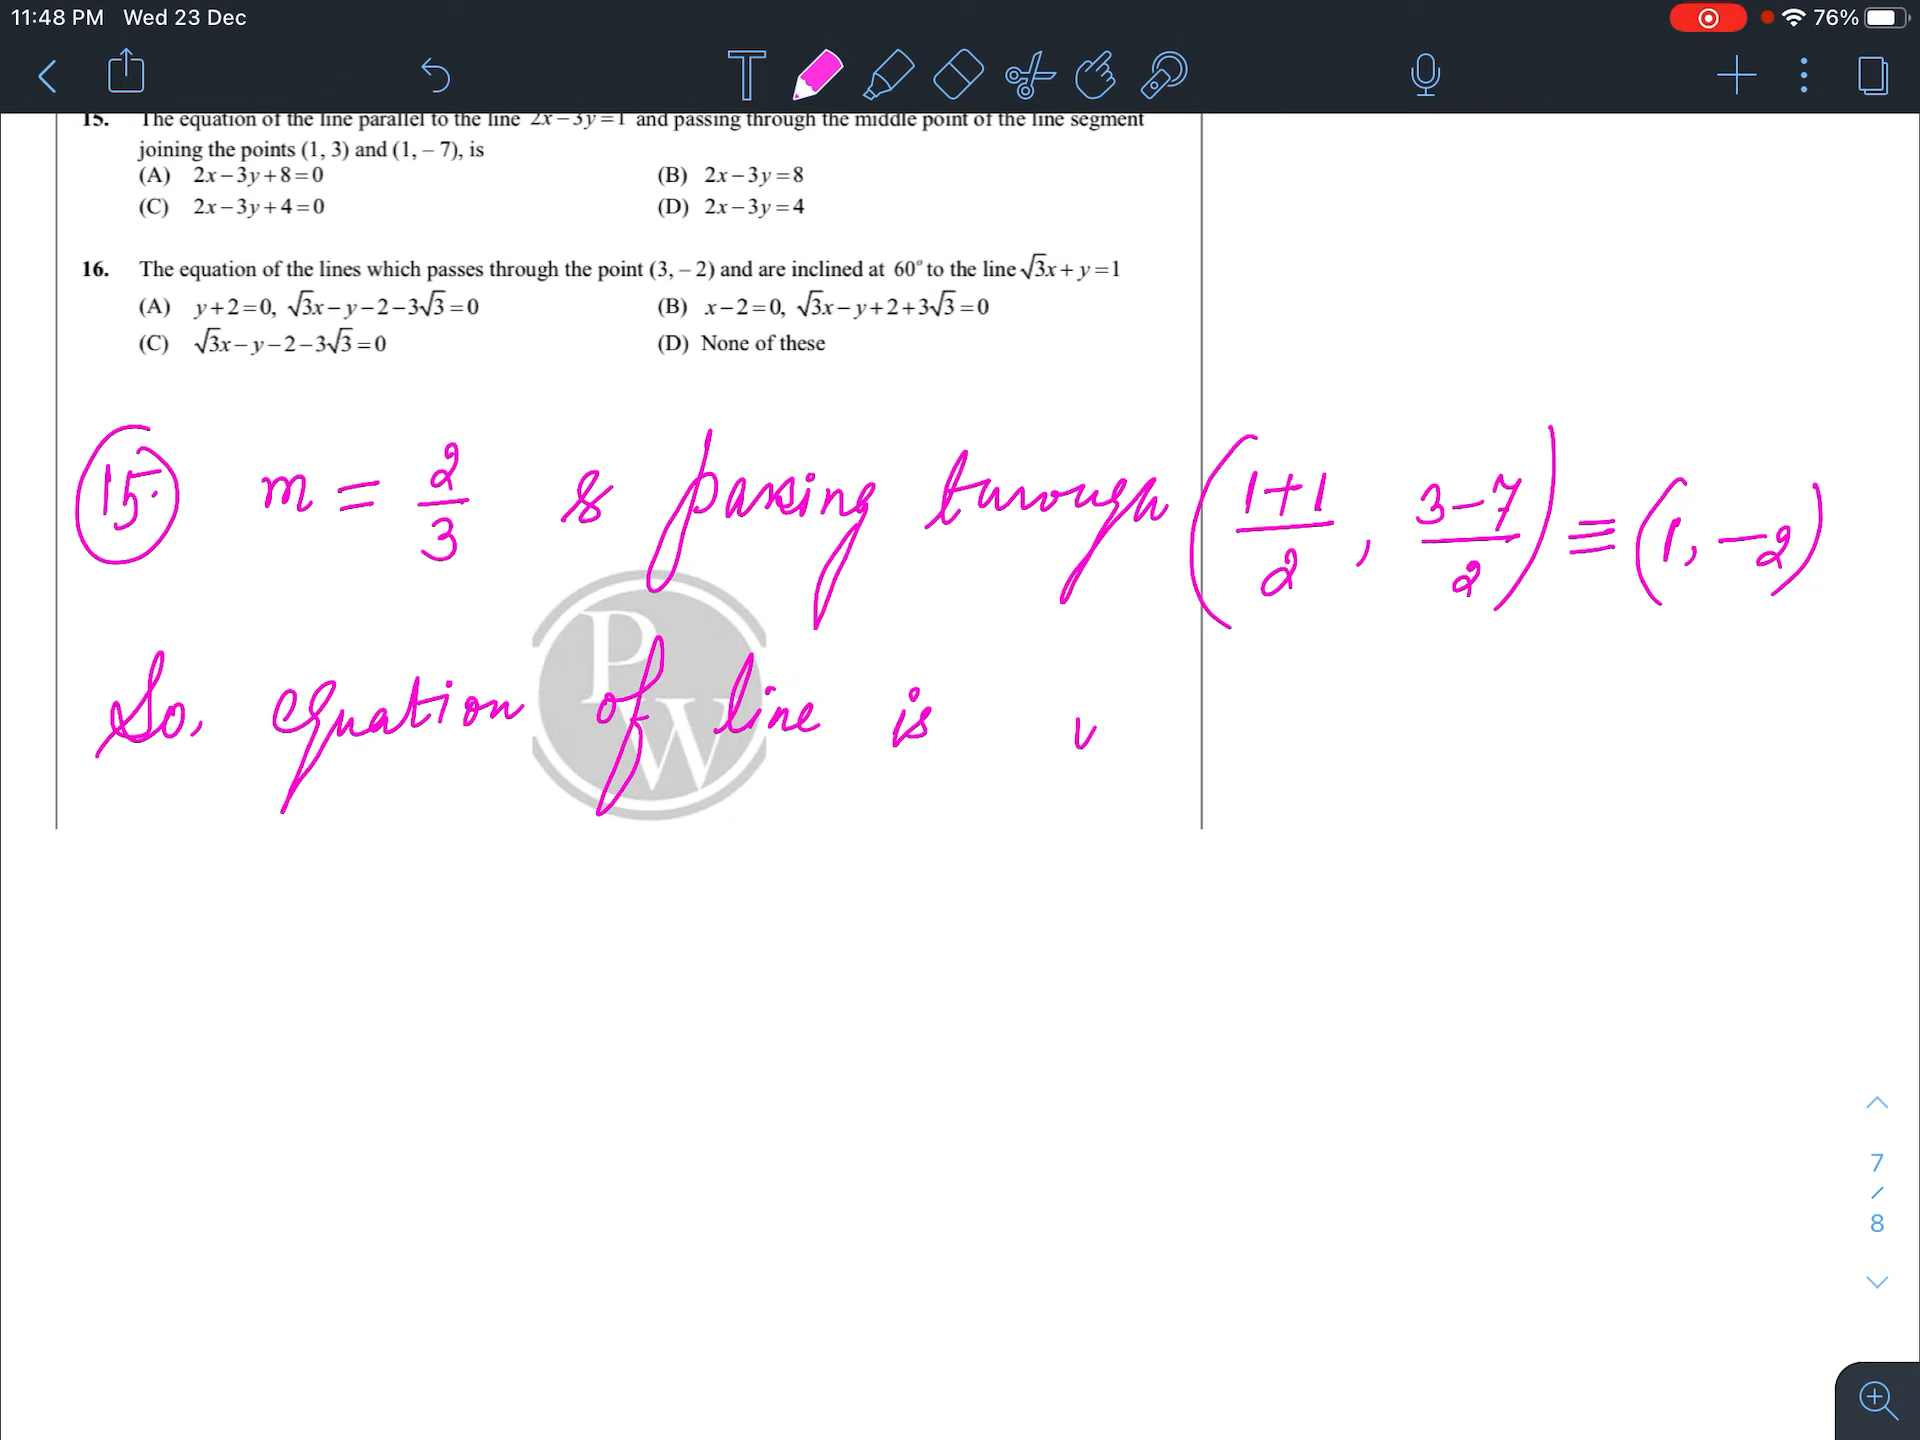 11:48 PM Wed 23 Dec
76%
T
15. The equation of the line parallel to the line 2x − 3y = 1 and passing through the middle point of the line segment
joining the points (1, 3) and (1, – 7), is
(A) 2x − 3y + 8 = 0 (B) 2x − 3y = 8
(C) 2x − 3y + 4 = 0 (D) 2x − 3y = 4
16. The equation of the lines which passes through the point (3, – 2) and are inclined at 60° to the line √3x + y = 1
(A) y + 2 = 0, √3x − y − 2 − 3√3 = 0 (B) x − 2 = 0, √3x − y + 2 + 3√3 = 0
(C) √3x − y − 2 − 3√3 = 0 (D) None of these
15. m = 2/3 & passing through ((1+1)/2, (3−7)/2) ≡ (1, −2)
So, equation of line is
PW
7
/
8